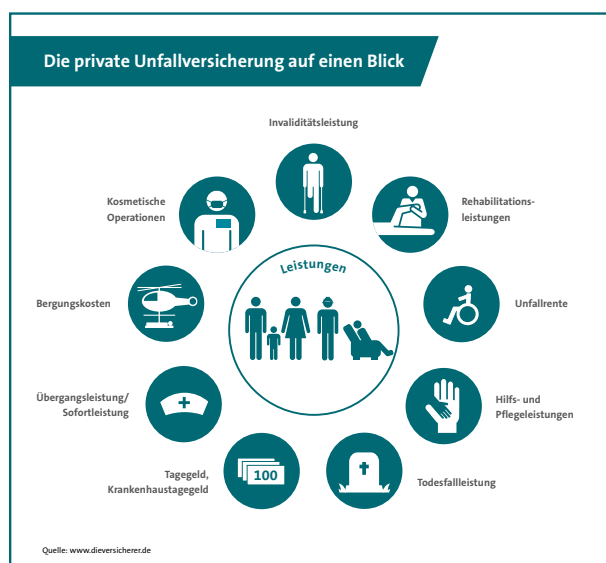 Die private Unfallversicherung auf einen Blick
Invaliditätsleistung
Kosmetische
Operationen
Rehabilitations-
leistungen
Leistungen
Bergungskosten
Unfallrente
Übergangsleistung/
Sofortleistung
Hilfs- und
Pflegeleistungen
Tagegeld,
Krankenhaustagegeld
100
Todesfallleistung
Quelle: www.dieversicherer.de